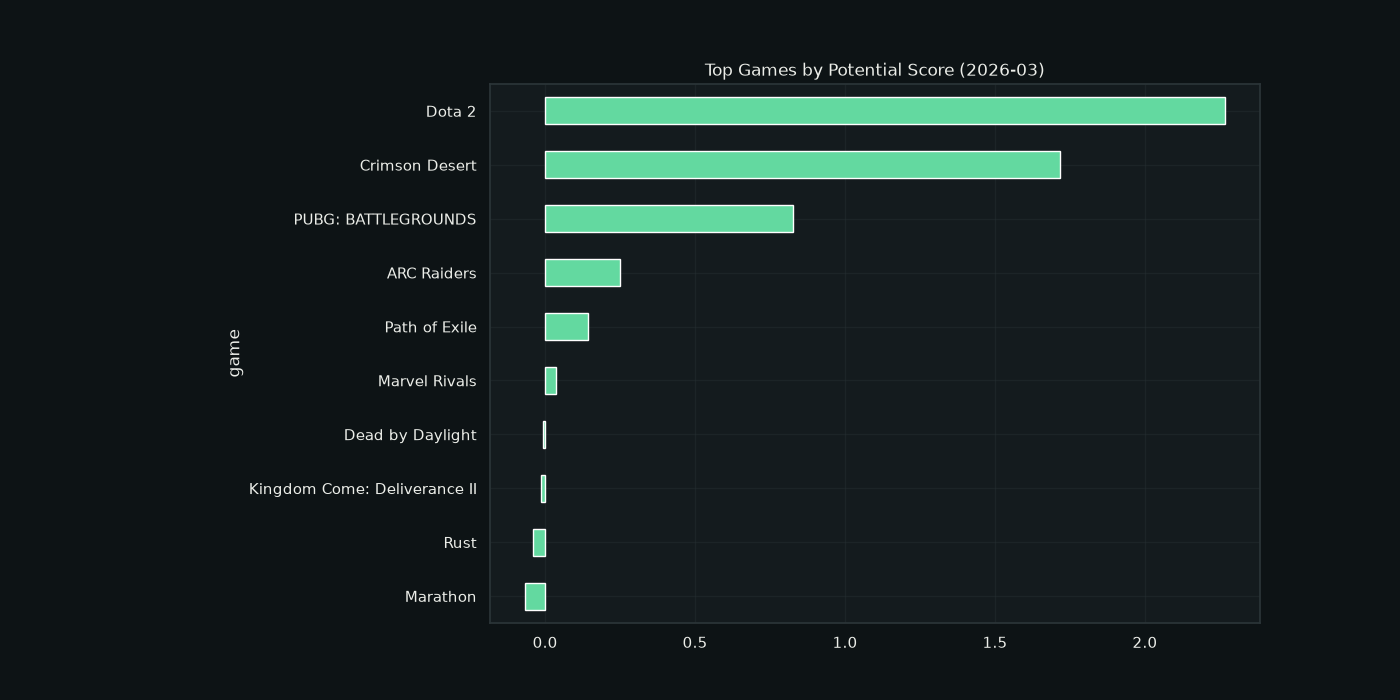 Top Games by Potential Score (2026-03)
Dota 2
Crimson Desert
PUBG: BATTLEGROUNDS
ARC Raiders
Path of Exile
Marvel Rivals
Dead by Daylight
Kingdom Come: Deliverance II
Rust
Marathon
game
0.0 0.5 1.0 1.5 2.0